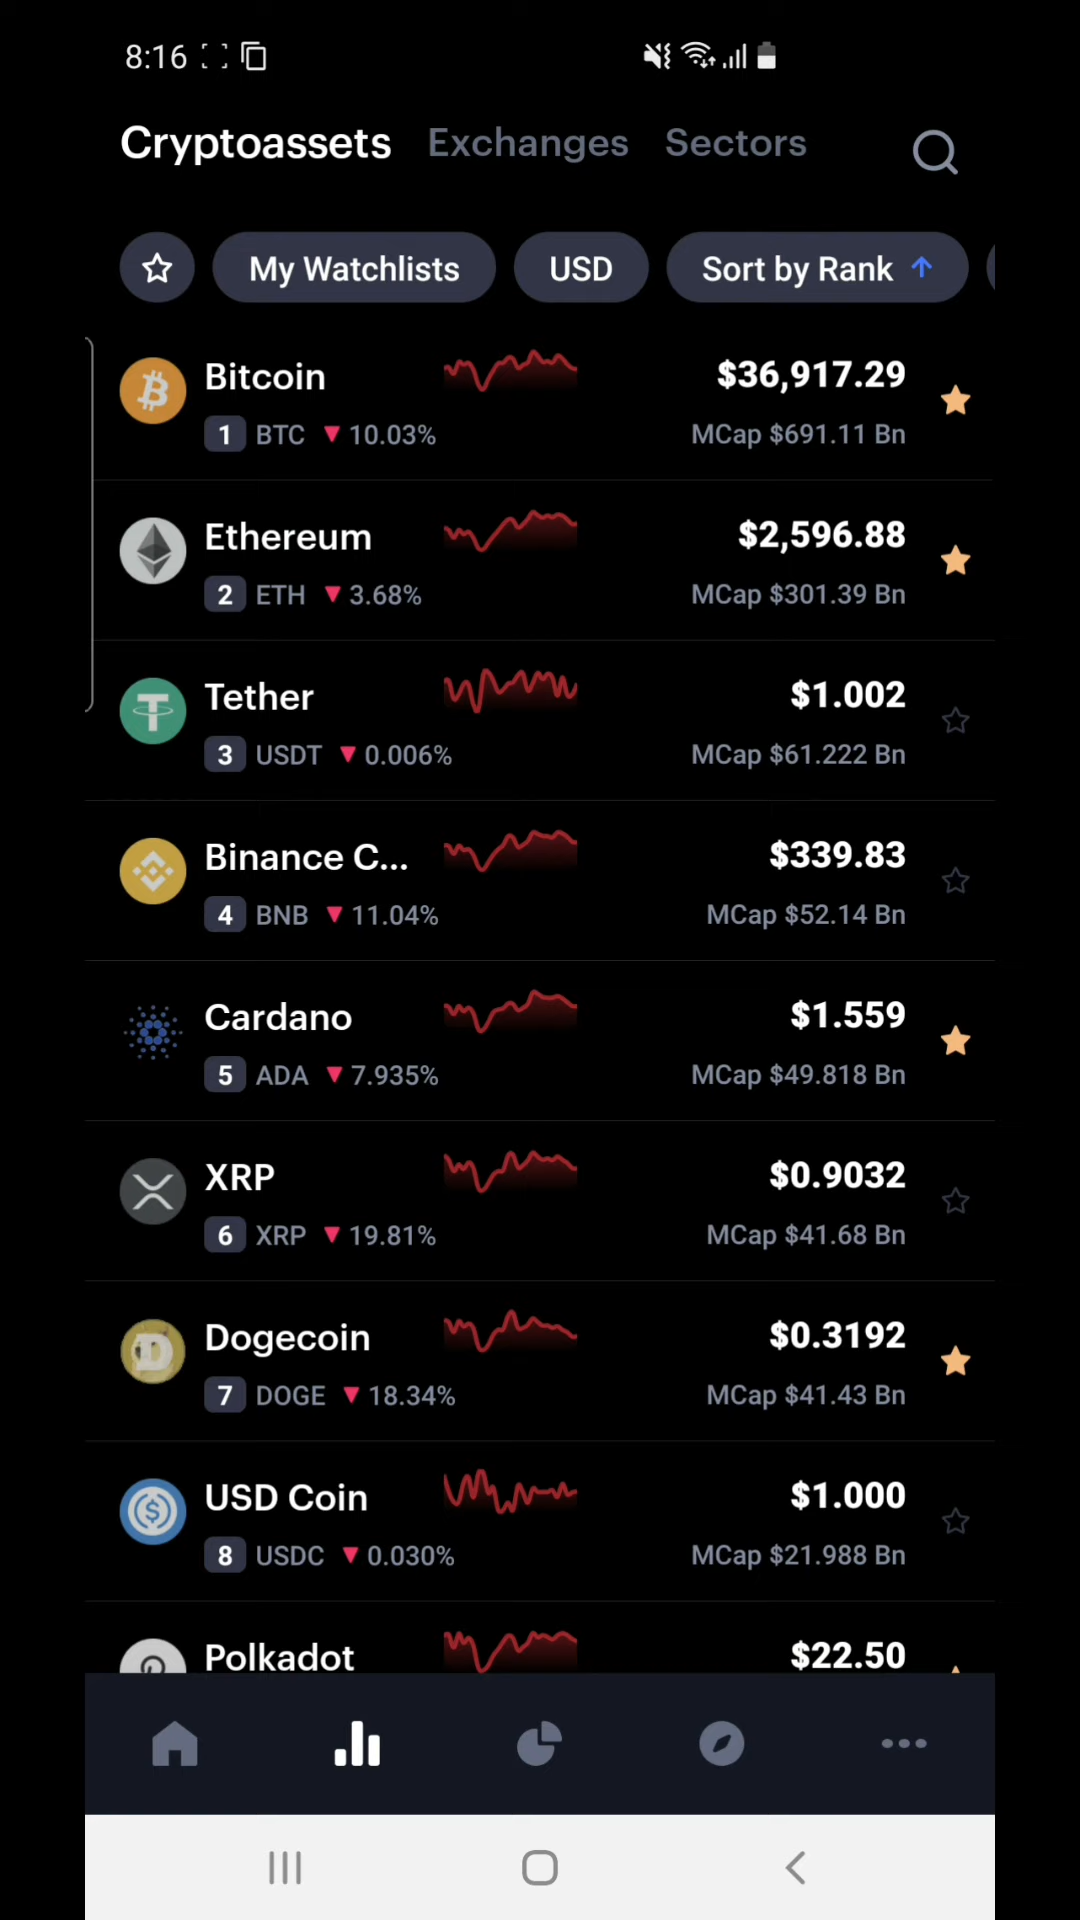 8:16
Cryptoassets Exchanges Sectors
My Watchlists USD Sort by Rank ↑
Bitcoin $36,917.29
1 BTC ▼ 10.03% MCap $691.11 Bn
Ethereum $2,596.88
2 ETH ▼ 3.68% MCap $301.39 Bn
Tether $1.002
3 USDT ▼ 0.006% MCap $61.222 Bn
Binance C... $339.83
4 BNB ▼ 11.04% MCap $52.14 Bn
Cardano $1.559
5 ADA ▼ 7.935% MCap $49.818 Bn
XRP $0.9032
6 XRP ▼ 19.81% MCap $41.68 Bn
Dogecoin $0.3192
7 DOGE ▼ 18.34% MCap $41.43 Bn
USD Coin $1.000
8 USDC ▼ 0.030% MCap $21.988 Bn
Polkadot $22.50